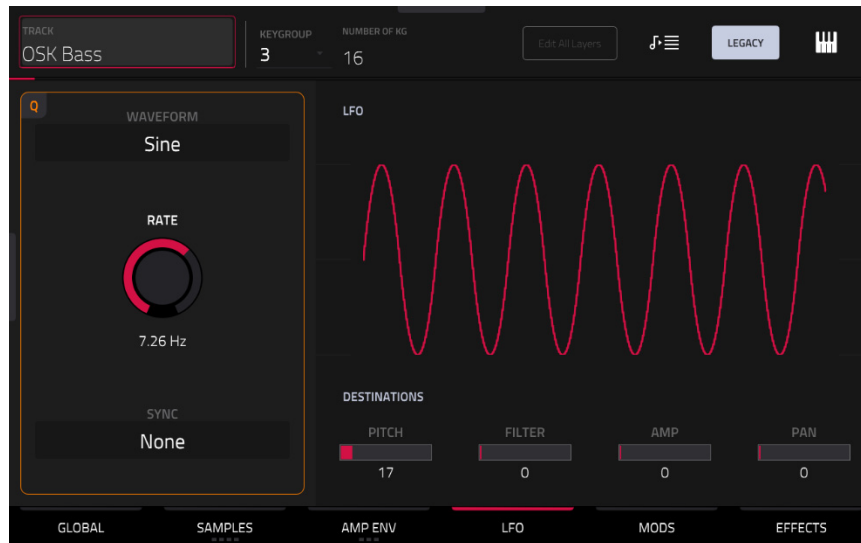 TRACK
OSK Bass
KEYGROUP
3
NUMBER OF KG
16
Edit All Layers
LEGACY
Q
WAVEFORM
Sine
RATE
7.26 Hz
SYNC
None
LFO
DESTINATIONS
PITCH FILTER AMP PAN
17 0 0 0
GLOBAL SAMPLES AMP ENV LFO MODS EFFECTS